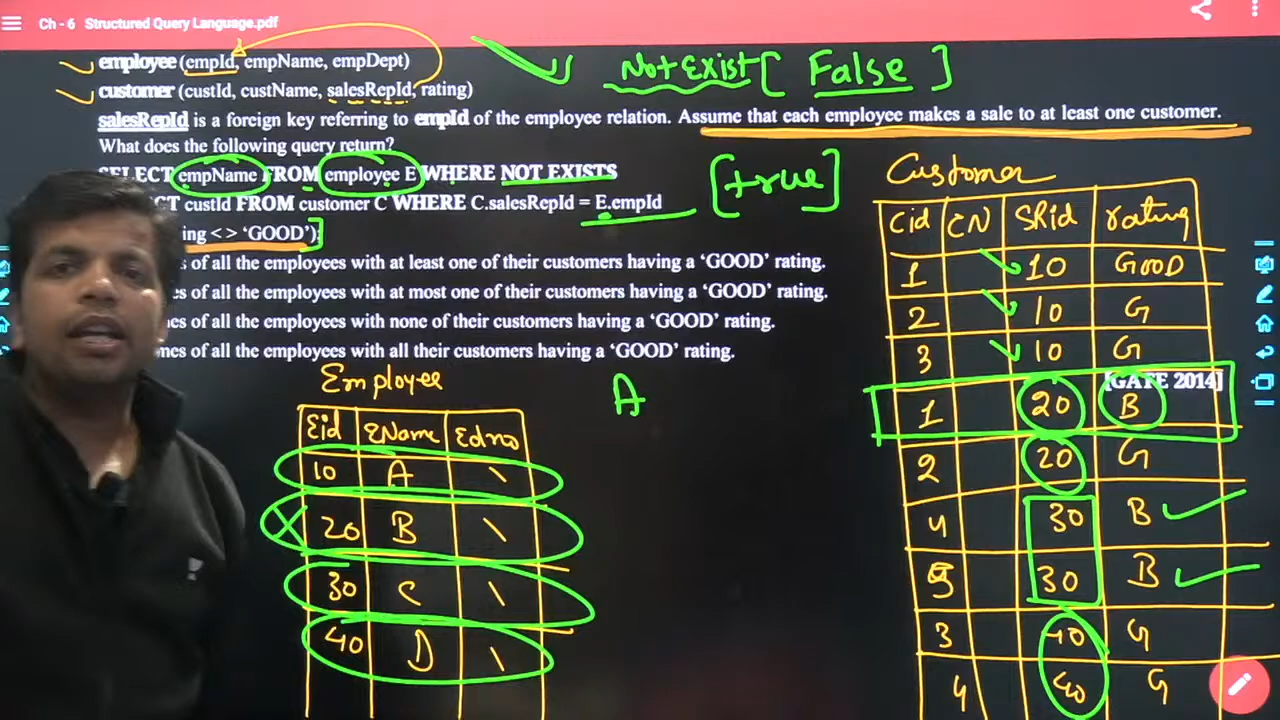 Ch - 6 Structured Query Language.pdf
employee (empId, empName, empDept)
customer (custId, custName, salesRepId, rating)
salesRepId is a foreign key referring to empId of the employee relation. Assume that each employee makes a sale to at least one customer.
What does the following query return?
SELECT empName FROM employee E WHERE NOT EXISTS
CT custId FROM customer C WHERE C.salesRepId = E.empId
ing <> 'GOOD');
s of all the employees with at least one of their customers having a 'GOOD' rating.
es of all the employees with at most one of their customers having a 'GOOD' rating.
nes of all the employees with none of their customers having a 'GOOD' rating.
mes of all the employees with all their customers having a 'GOOD' rating.
[GATE 2014]
Not Exist [ False ]
[true]
A
Employee
Eid EName Edno
10 A \
20 B \
30 C \
40 D \
Customer
Cid CN SRid rating
1 10 GOOD
2 10 G
3 10 G
1 20 B
2 20 G
4 30 B
5 30 B
3 40 G
4 40 G